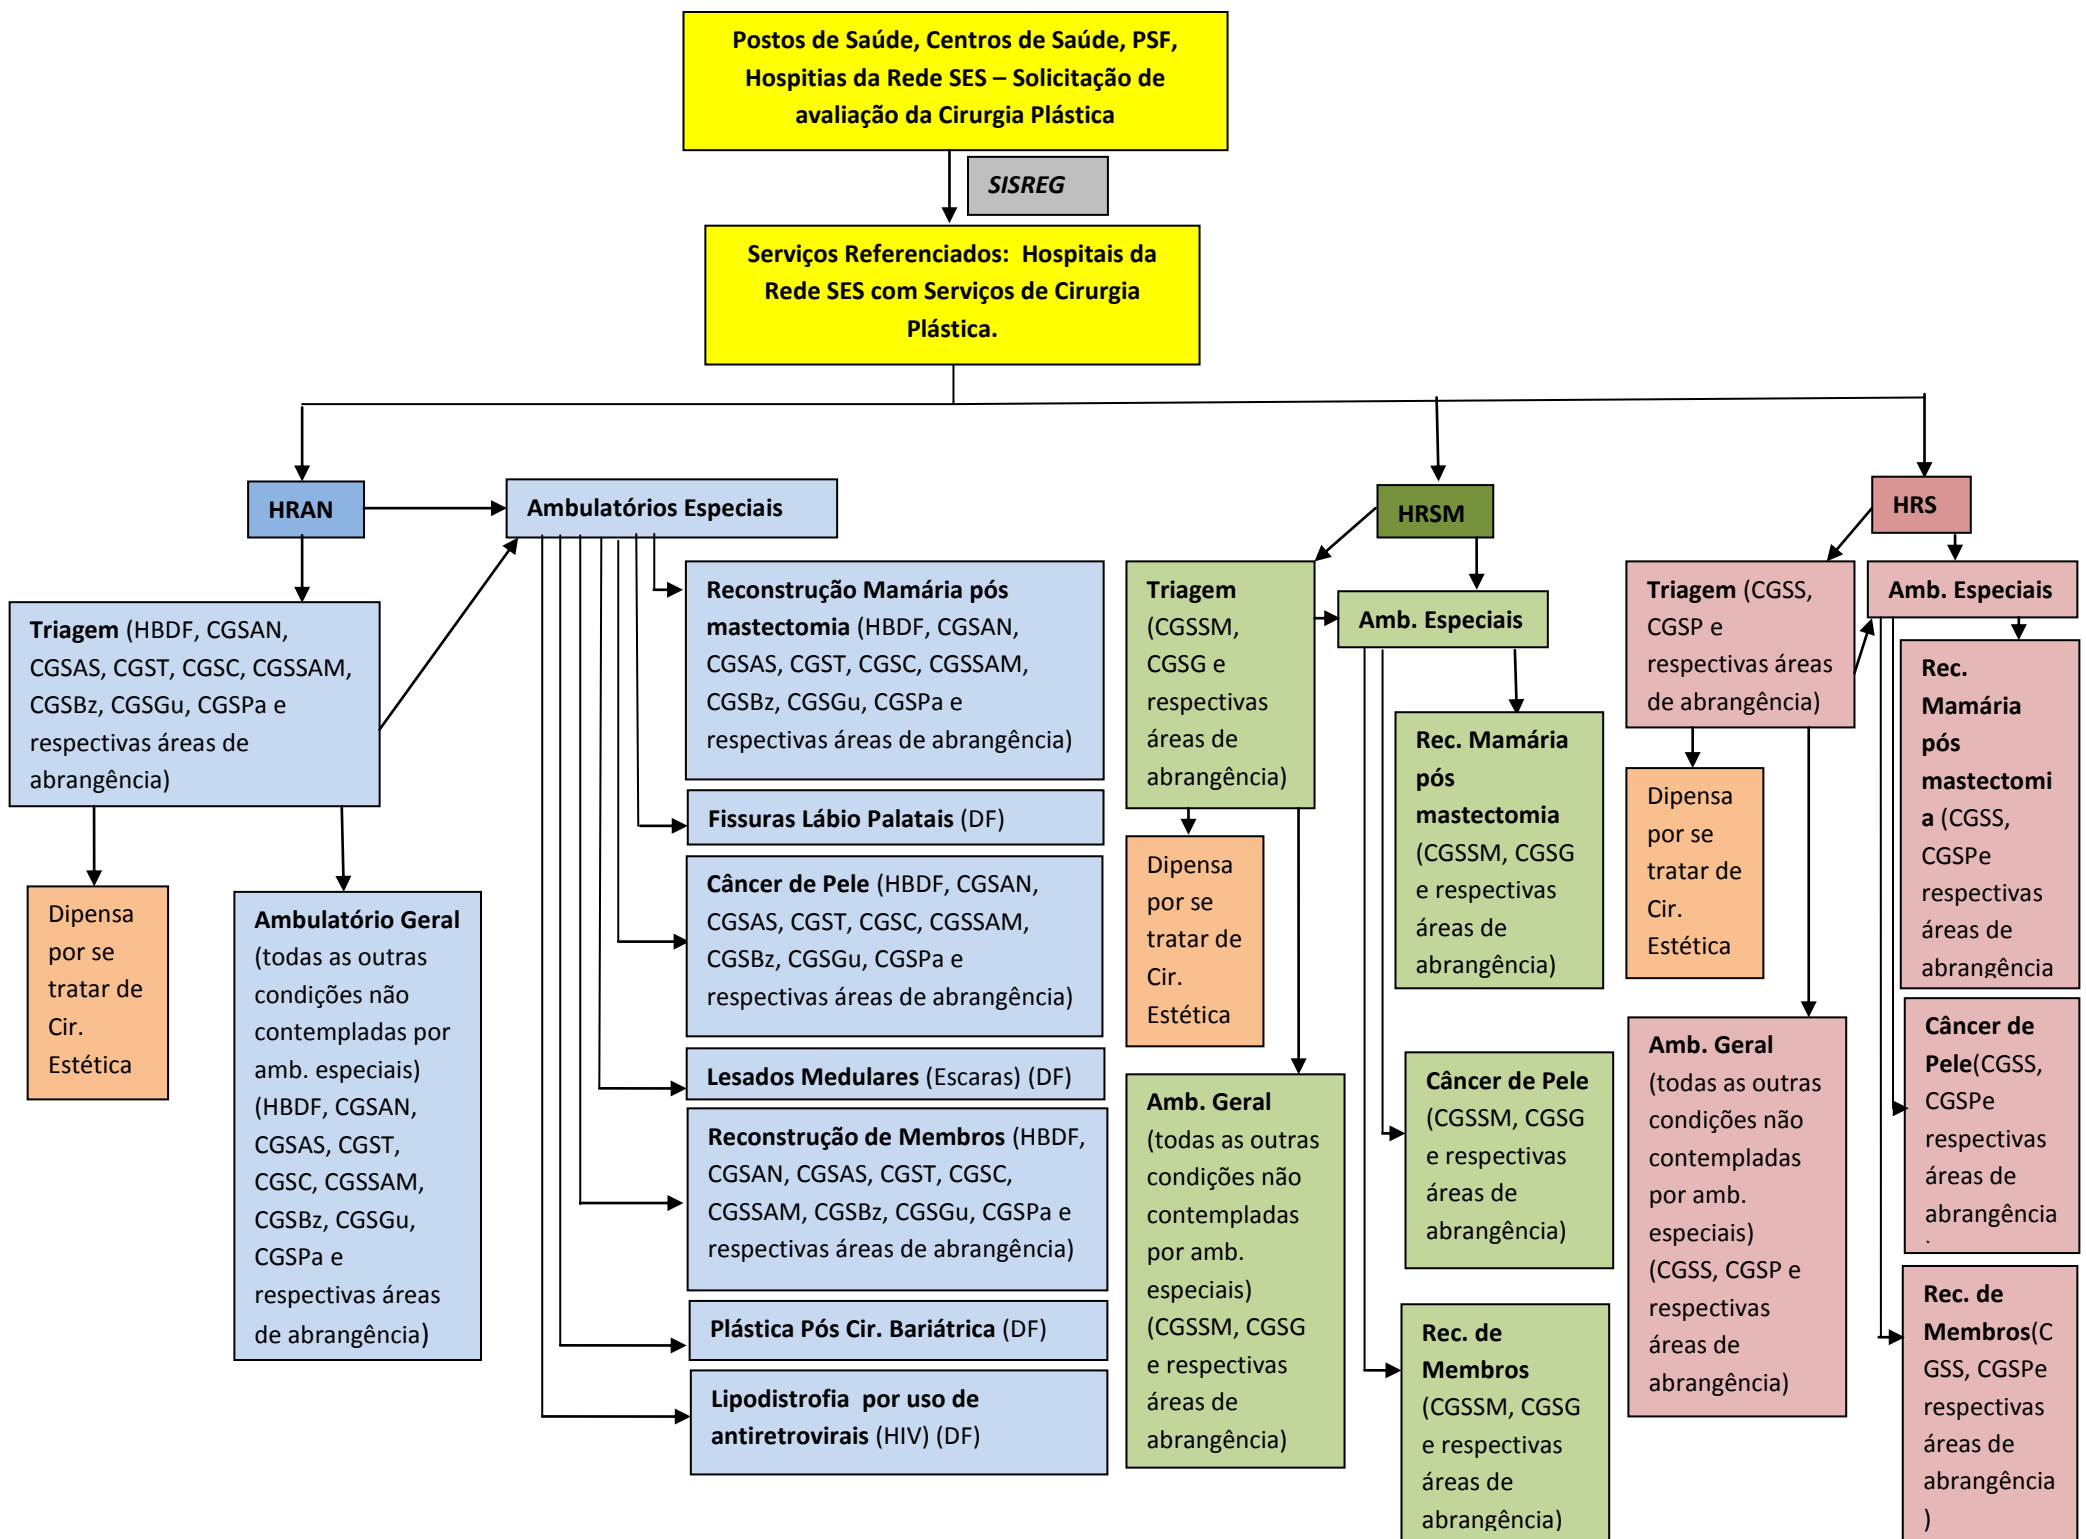 Postos de Saúde, Centros de Saúde, PSF,
Hospitias da Rede SES – Solicitação de
avaliação da Cirurgia Plástica
SISREG
Serviços Referenciados:  Hospitais da
Rede SES com Serviços de Cirurgia
Plástica.
HRAN
Ambulatórios Especiais
HRSM
HRS
Triagem (HBDF, CGSAN,
CGSAS, CGST, CGSC, CGSSAM,
CGSBz, CGSGu, CGSPa e
respectivas áreas de
abrangência)
Dipensa
por se
tratar de
Cir.
Estética
Ambulatório Geral
(todas as outras
condições não
contempladas por
amb. especiais)
(HBDF, CGSAN,
CGSAS, CGST,
CGSC, CGSSAM,
CGSBz, CGSGu,
CGSPa e
respectivas áreas
de abrangência)
Reconstrução Mamária pós
mastectomia (HBDF, CGSAN,
CGSAS, CGST, CGSC, CGSSAM,
CGSBz, CGSGu, CGSPa e
respectivas áreas de abrangência)
Fissuras Lábio Palatais (DF)
Câncer de Pele (HBDF, CGSAN,
CGSAS, CGST, CGSC, CGSSAM,
CGSBz, CGSGu, CGSPa e
respectivas áreas de abrangência)
Lesados Medulares (Escaras) (DF)
Reconstrução de Membros (HBDF,
CGSAN, CGSAS, CGST, CGSC,
CGSSAM, CGSBz, CGSGu, CGSPa e
respectivas áreas de abrangência)
Plástica Pós Cir. Bariátrica (DF)
Lipodistrofia  por uso de
antiretrovirais (HIV) (DF)
Triagem
(CGSSM,
CGSG e
respectivas
áreas de
abrangência)
Amb. Especiais
Dipensa
por se
tratar de
Cir.
Estética
Amb. Geral
(todas as outras
condições não
contempladas
por amb.
especiais)
(CGSSM, CGSG
e respectivas
áreas de
abrangência)
Rec. Mamária
pós
mastectomia
(CGSSM, CGSG
e respectivas
áreas de
abrangência)
Câncer de Pele
(CGSSM, CGSG
e respectivas
áreas de
abrangência)
Rec. de
Membros
(CGSSM, CGSG
e respectivas
áreas de
abrangência)
Triagem (CGSS,
CGSP e
respectivas áreas
de abrangência)
Amb. Especiais
Dipensa
por se
tratar de
Cir.
Estética
Amb. Geral
(todas as outras
condições não
contempladas
por amb.
especiais)
(CGSS, CGSP e
respectivas
áreas de
abrangência)
Rec.
Mamária
pós
mastectomi
a (CGSS,
CGSPe
respectivas
áreas de
abrangência
Câncer de
Pele(CGSS,
CGSPe
respectivas
áreas de
abrangência
Rec. de
Membros(C
GSS, CGSPe
respectivas
áreas de
abrangência
)